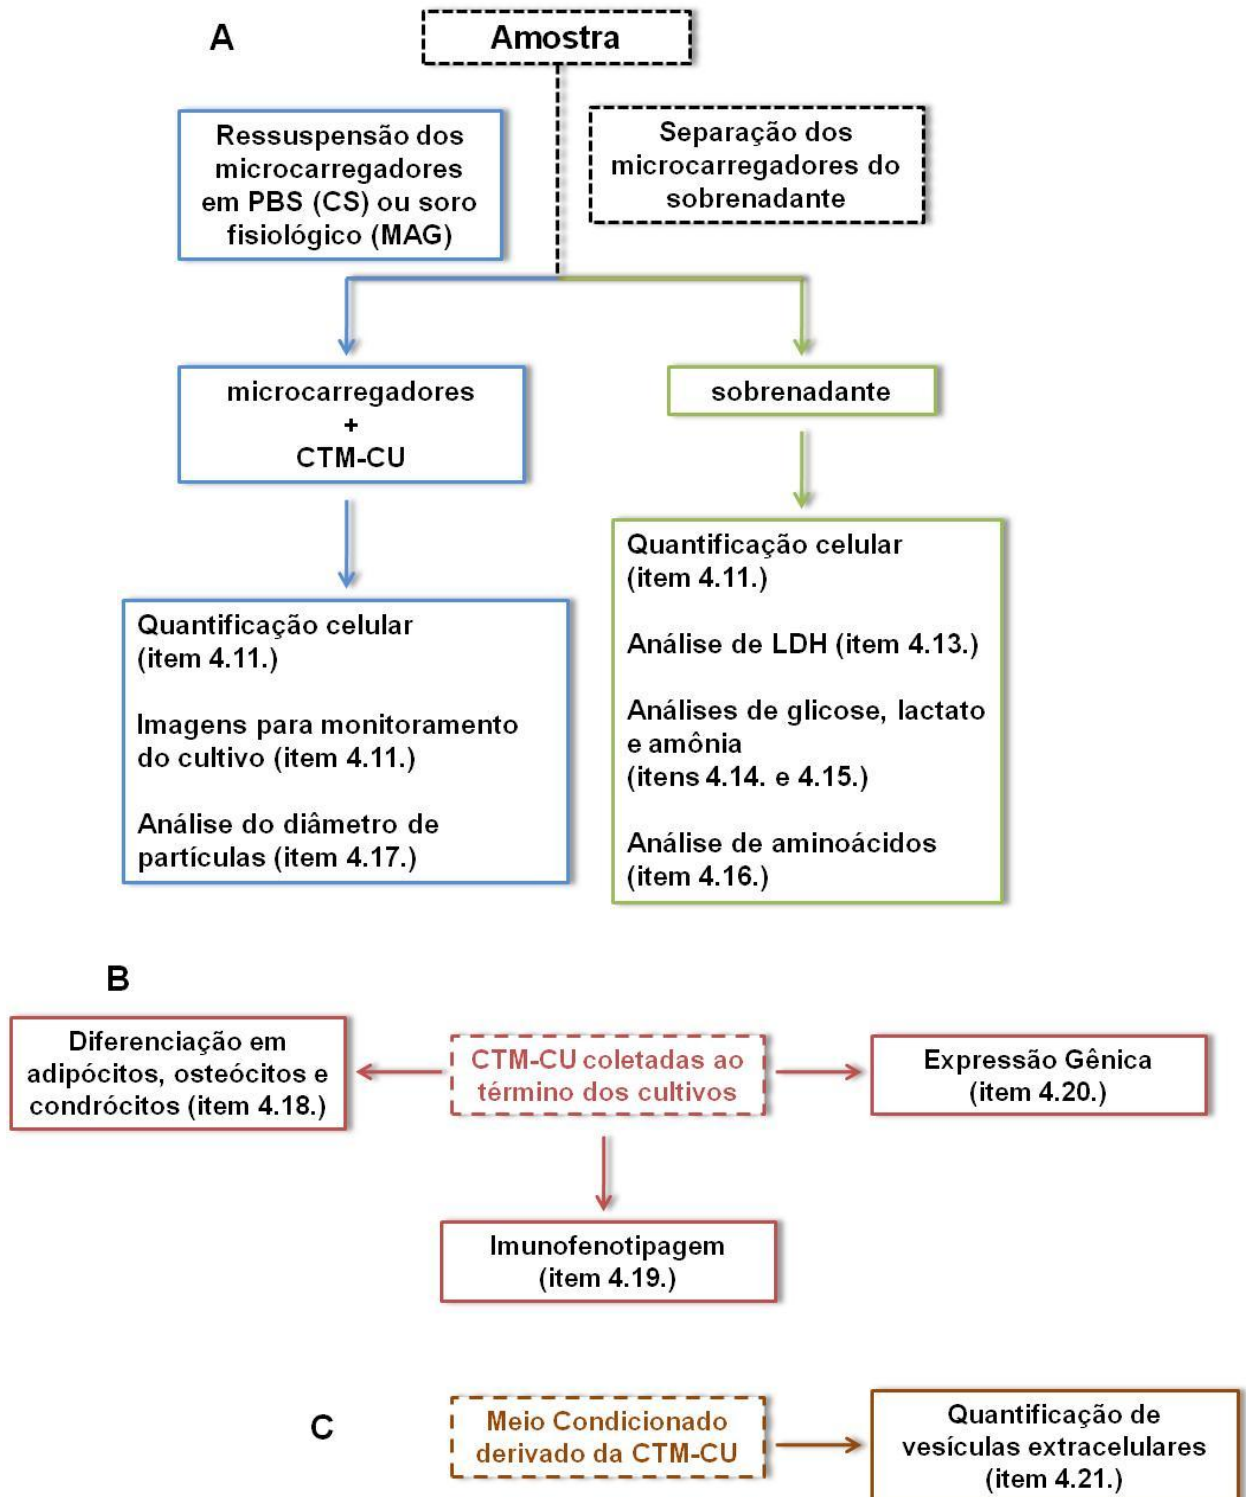 A
Amostra
Ressuspensão dos
microcarregadores
em PBS (CS) ou soro
fisiológico (MAG)
Separação dos
microcarregadores do
sobrenadante
microcarregadores
+
CTM-CU
sobrenadante
Quantificação celular
(item 4.11.)
Imagens para monitoramento
do cultivo (item 4.11.)
Análise do diâmetro de
partículas (item 4.17.)
Quantificação celular
(item 4.11.)
Análise de LDH (item 4.13.)
Análises de glicose, lactato
e amônia
(itens 4.14. e 4.15.)
Análise de aminoácidos
(item 4.16.)
B
Diferenciação em
adipócitos, osteócitos e
condrócitos (item 4.18.)
CTM-CU coletadas ao
término dos cultivos
Expressão Gênica
(item 4.20.)
Imunofenotipagem
(item 4.19.)
C
Meio Condicionado
derivado da CTM-CU
Quantificação de
vesículas extracelulares
(item 4.21.)